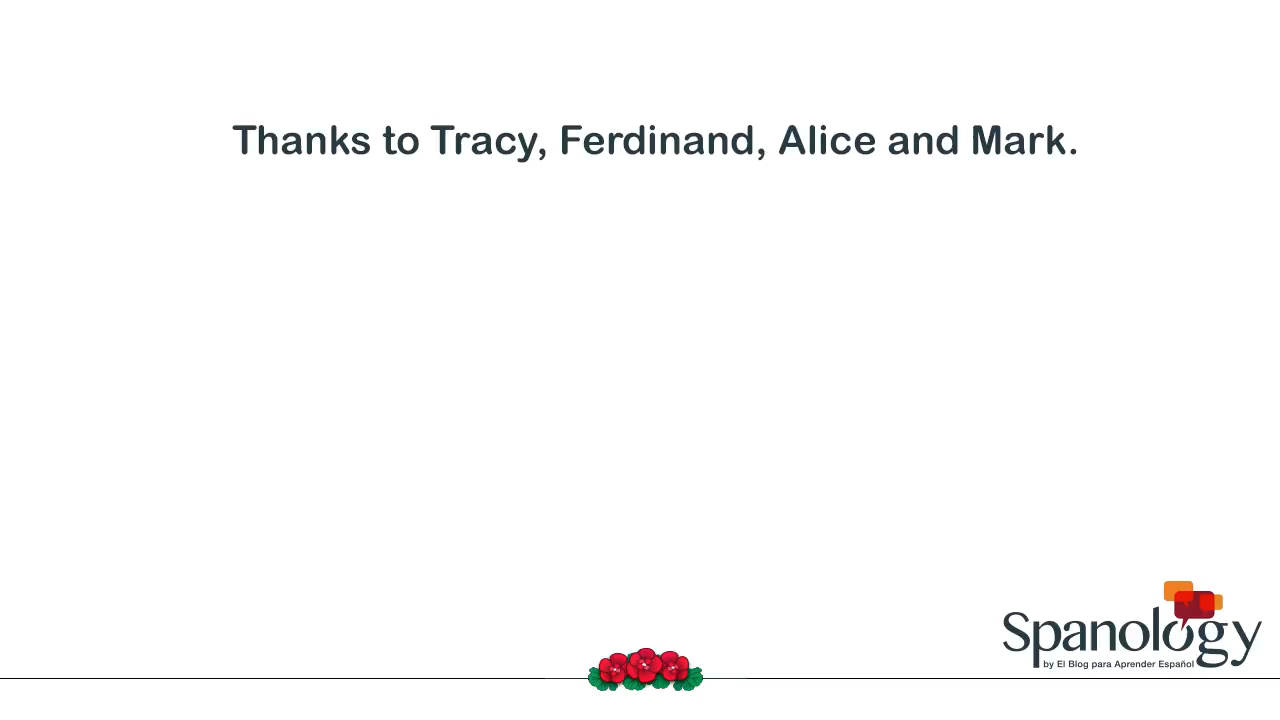 Thanks to Tracy, Ferdinand, Alice and Mark.
Spanology
by El Blog para Aprender Español